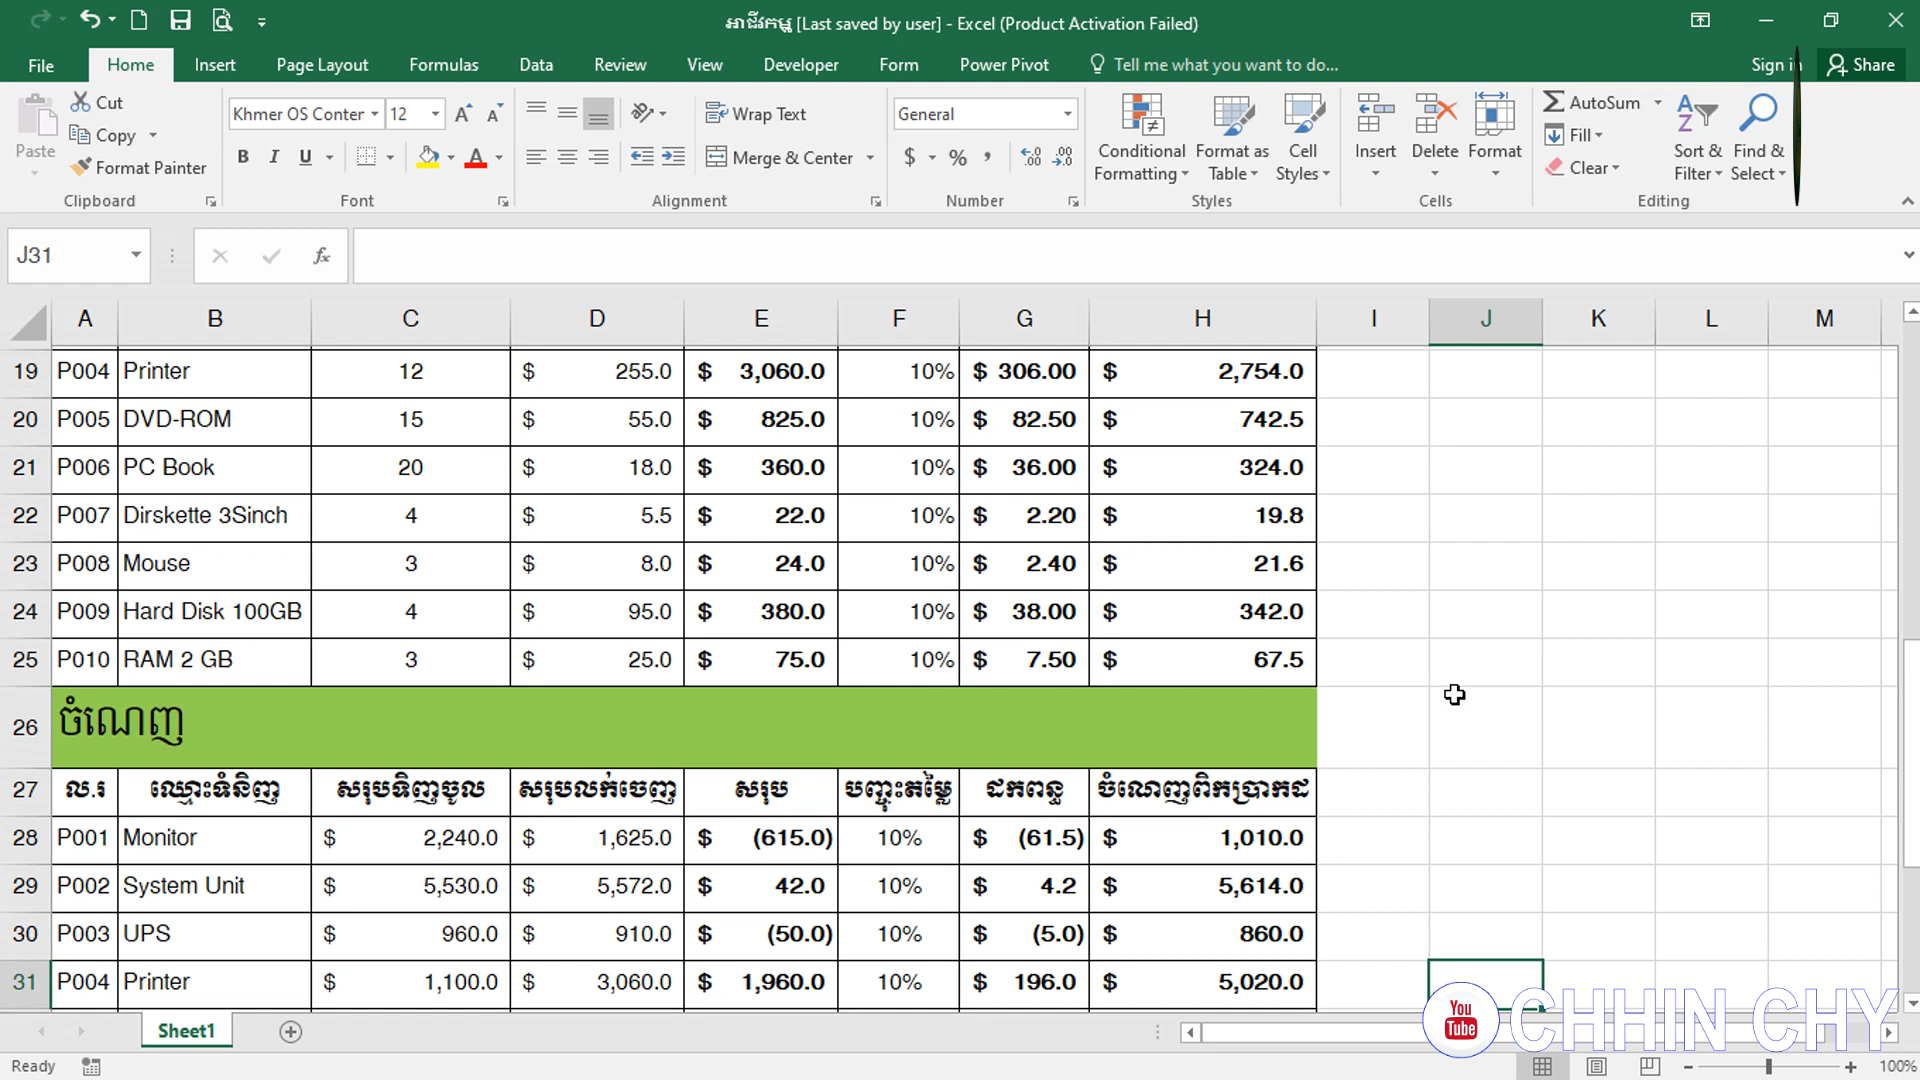 អាជីវកម្ម [Last saved by user] - Excel (Product Activation Failed)
File Home Insert Page Layout Formulas Data Review View Developer Form Power Pivot Tell me what you want to do... Sign in Share
Paste Cut Copy Format Painter Clipboard
Khmer OS Conter 12 B I U A Font
Wrap Text Merge & Center Alignment
General $ % Number
Conditional Formatting Format as Table Cell Styles Styles
Insert Delete Format Cells
AutoSum Fill Clear Sort & Filter Find & Select Editing
J31 fx
A B C D E F G H I J K L M
19 P004 Printer 12 $ 255.0 $ 3,060.0 10% $ 306.00 $ 2,754.0
20 P005 DVD-ROM 15 $ 55.0 $ 825.0 10% $ 82.50 $ 742.5
21 P006 PC Book 20 $ 18.0 $ 360.0 10% $ 36.00 $ 324.0
22 P007 Dirskette 3Sinch 4 $ 5.5 $ 22.0 10% $ 2.20 $ 19.8
23 P008 Mouse 3 $ 8.0 $ 24.0 10% $ 2.40 $ 21.6
24 P009 Hard Disk 100GB 4 $ 95.0 $ 380.0 10% $ 38.00 $ 342.0
25 P010 RAM 2 GB 3 $ 25.0 $ 75.0 10% $ 7.50 $ 67.5
26 ចំណេញ
27 ល.រ ឈ្មោះទំនិញ សរុបទិញចូល សរុបលក់ចេញ សរុប បញ្ចុះតម្លៃ ដកពន្ធ ចំណេញពិកប្រាកដ
28 P001 Monitor $ 2,240.0 $ 1,625.0 $ (615.0) 10% $ (61.5) $ 1,010.0
29 P002 System Unit $ 5,530.0 $ 5,572.0 $ 42.0 10% $ 4.2 $ 5,614.0
30 P003 UPS $ 960.0 $ 910.0 $ (50.0) 10% $ (5.0) $ 860.0
31 P004 Printer $ 1,100.0 $ 3,060.0 $ 1,960.0 10% $ 196.0 $ 5,020.0
You Tube CHHIN CHY
Sheet1
Ready 100%